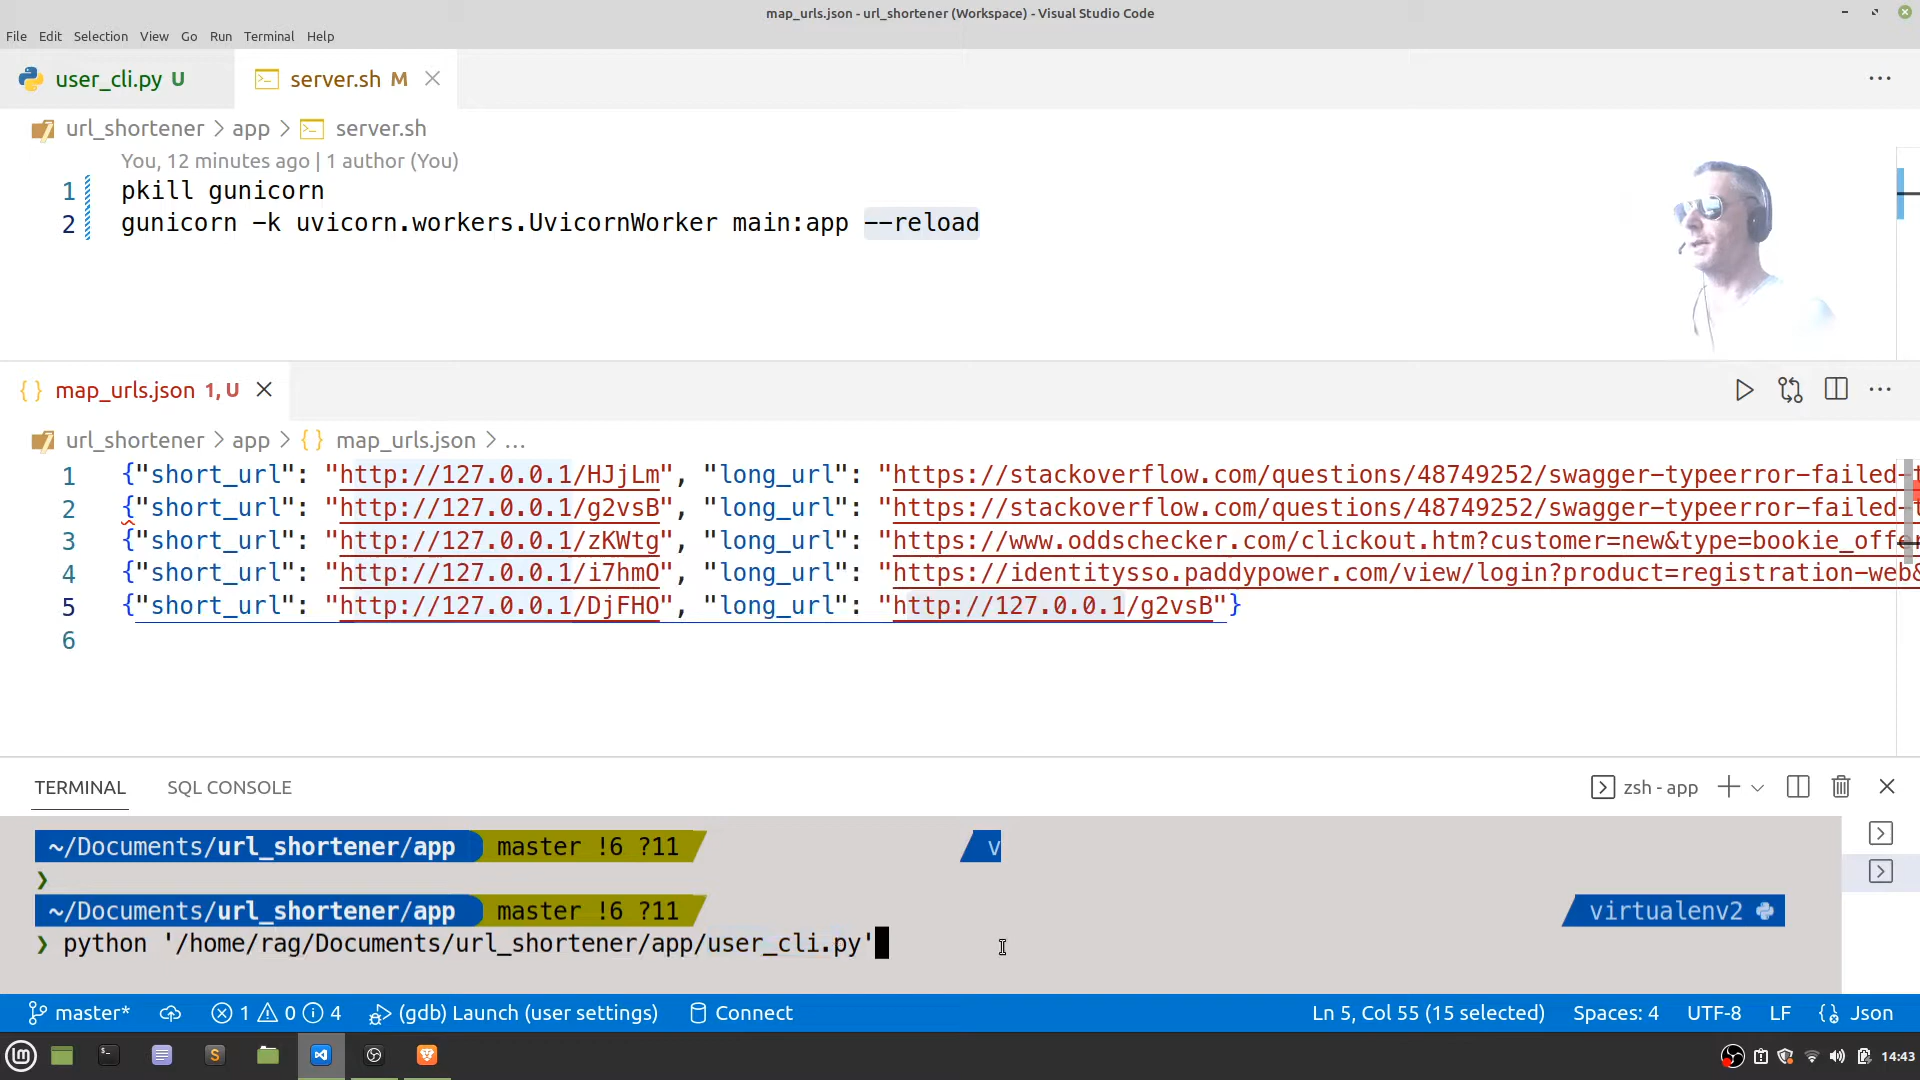 map_urls.json - url_shortener (Workspace) - Visual Studio Code
File Edit Selection View Go Run Terminal Help
user_cli.py U server.sh M
url_shortener > app > server.sh
You, 12 minutes ago | 1 author (You)
1 pkill gunicorn
2 gunicorn -k uvicorn.workers.UvicornWorker main:app --reload
{ } map_urls.json 1, U
url_shortener > app > { } map_urls.json > ...
1 {"short_url": "http://127.0.0.1/HJjLm", "long_url": "https://stackoverflow.com/questions/48749252/swagger-typeerror-failed-t
2 {"short_url": "http://127.0.0.1/g2vsB", "long_url": "https://stackoverflow.com/questions/48749252/swagger-typeerror-failed-t
3 {"short_url": "http://127.0.0.1/zKWtg", "long_url": "https://www.oddschecker.com/clickout.htm?customer=new&type=bookie_offer
4 {"short_url": "http://127.0.0.1/i7hmO", "long_url": "https://identitysso.paddypower.com/view/login?product=registration-web&
5 {"short_url": "http://127.0.0.1/DjFHO", "long_url": "http://127.0.0.1/g2vsB"}
6
TERMINAL SQL CONSOLE zsh - app
~/Documents/url_shortener/app master !6 ?11 v
❯
~/Documents/url_shortener/app master !6 ?11 virtualenv2
❯ python '/home/rag/Documents/url_shortener/app/user_cli.py'
master* 1 0 4 (gdb) Launch (user settings) Connect Ln 5, Col 55 (15 selected) Spaces: 4 UTF-8 LF { } Json
14:43